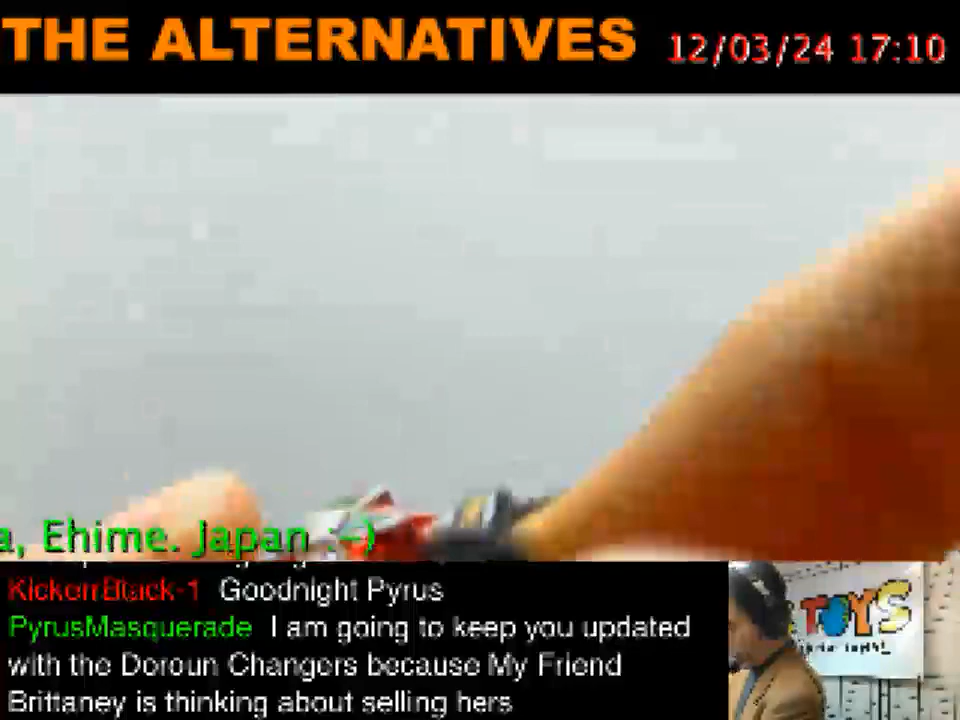 THE ALTERNATIVES 12/03/24 17:10
a, Ehime. Japan :-)
KickerrBlack-1 Goodnight Pyrus
PyrusMasquerade I am going to keep you updated
with the Doroun Changers because My Friend
Brittaney is thinking about selling hers
TOYS